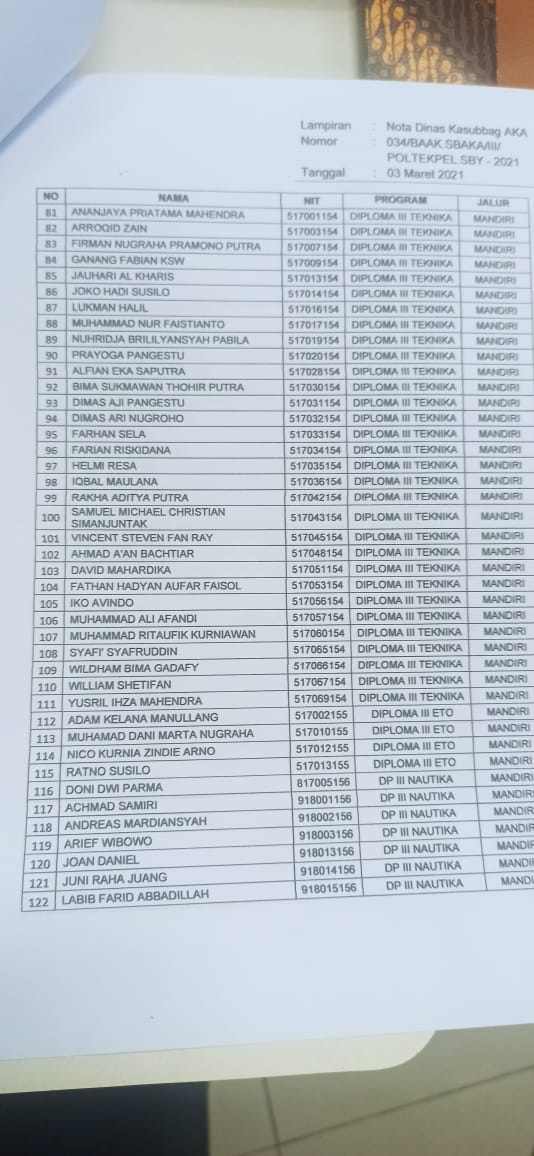 Lampiran : Nota Dinas Kasubbag AKA
Nomor : 034/BAAK.SBAKA/III/
POLTEKPEL.SBY - 2021
Tanggal : 03 Maret 2021
NO NAMA NIT PROGRAM JALUR
81 ANANJAYA PRIATAMA MAHENDRA 517001154 DIPLOMA III TEKNIKA MANDIRI
82 ARROQID ZAIN 517003154 DIPLOMA III TEKNIKA MANDIRI
83 FIRMAN NUGRAHA PRAMONO PUTRA 517007154 DIPLOMA III TEKNIKA MANDIRI
84 GANANG FABIAN KSW 517009154 DIPLOMA III TEKNIKA MANDIRI
85 JAUHARI AL KHARIS 517013154 DIPLOMA III TEKNIKA MANDIRI
86 JOKO HADI SUSILO 517014154 DIPLOMA III TEKNIKA MANDIRI
87 LUKMAN HALIL 517016154 DIPLOMA III TEKNIKA MANDIRI
88 MUHAMMAD NUR FAISTIANTO 517017154 DIPLOMA III TEKNIKA MANDIRI
89 NUHRIDJA BRILILYANSYAH PABILA 517019154 DIPLOMA III TEKNIKA MANDIRI
90 PRAYOGA PANGESTU 517020154 DIPLOMA III TEKNIKA MANDIRI
91 ALFIAN EKA SAPUTRA 517028154 DIPLOMA III TEKNIKA MANDIRI
92 BIMA SUKMAWAN THOHIR PUTRA 517030154 DIPLOMA III TEKNIKA MANDIRI
93 DIMAS AJI PANGESTU 517031154 DIPLOMA III TEKNIKA MANDIRI
94 DIMAS ARI NUGROHO 517032154 DIPLOMA III TEKNIKA MANDIRI
95 FARHAN SELA 517033154 DIPLOMA III TEKNIKA MANDIRI
96 FARIAN RISKIDANA 517034154 DIPLOMA III TEKNIKA MANDIRI
97 HELMI RESA 517035154 DIPLOMA III TEKNIKA MANDIRI
98 IQBAL MAULANA 517036154 DIPLOMA III TEKNIKA MANDIRI
99 RAKHA ADITYA PUTRA 517042154 DIPLOMA III TEKNIKA MANDIRI
100 SAMUEL MICHAEL CHRISTIAN
SIMANJUNTAK 517043154 DIPLOMA III TEKNIKA MANDIRI
101 VINCENT STEVEN FAN RAY 517045154 DIPLOMA III TEKNIKA MANDIRI
102 AHMAD A'AN BACHTIAR 517048154 DIPLOMA III TEKNIKA MANDIRI
103 DAVID MAHARDIKA 517051154 DIPLOMA III TEKNIKA MANDIRI
104 FATHAN HADYAN AUFAR FAISOL 517053154 DIPLOMA III TEKNIKA MANDIRI
105 IKO AVINDO 517056154 DIPLOMA III TEKNIKA MANDIRI
106 MUHAMMAD ALI AFANDI 517057154 DIPLOMA III TEKNIKA MANDIRI
107 MUHAMMAD RITAUFIK KURNIAWAN 517060154 DIPLOMA III TEKNIKA MANDIRI
108 SYAFI' SYAFRUDDIN 517065154 DIPLOMA III TEKNIKA MANDIRI
109 WILDHAM BIMA GADAFY 517066154 DIPLOMA III TEKNIKA MANDIRI
110 WILLIAM SHETIFAN 517067154 DIPLOMA III TEKNIKA MANDIRI
111 YUSRIL IHZA MAHENDRA 517069154 DIPLOMA III TEKNIKA MANDIRI
112 ADAM KELANA MANULLANG 517002155 DIPLOMA III ETO MANDIRI
113 MUHAMAD DANI MARTA NUGRAHA 517010155 DIPLOMA III ETO MANDIRI
114 NICO KURNIA ZINDIE ARNO 517012155 DIPLOMA III ETO MANDIRI
115 RATNO SUSILO 517013155 DIPLOMA III ETO MANDIRI
116 DONI DWI PARMA 817005156 DP III NAUTIKA MANDIRI
117 ACHMAD SAMIRI 918001156 DP III NAUTIKA MANDIRI
118 ANDREAS MARDIANSYAH 918002156 DP III NAUTIKA MANDIR
119 ARIEF WIBOWO 918003156 DP III NAUTIKA MANDIR
120 JOAN DANIEL 918013156 DP III NAUTIKA MANDIF
121 JUNI RAHA JUANG 918014156 DP III NAUTIKA MANDI
122 LABIB FARID ABBADILLAH 918015156 DP III NAUTIKA MANDI